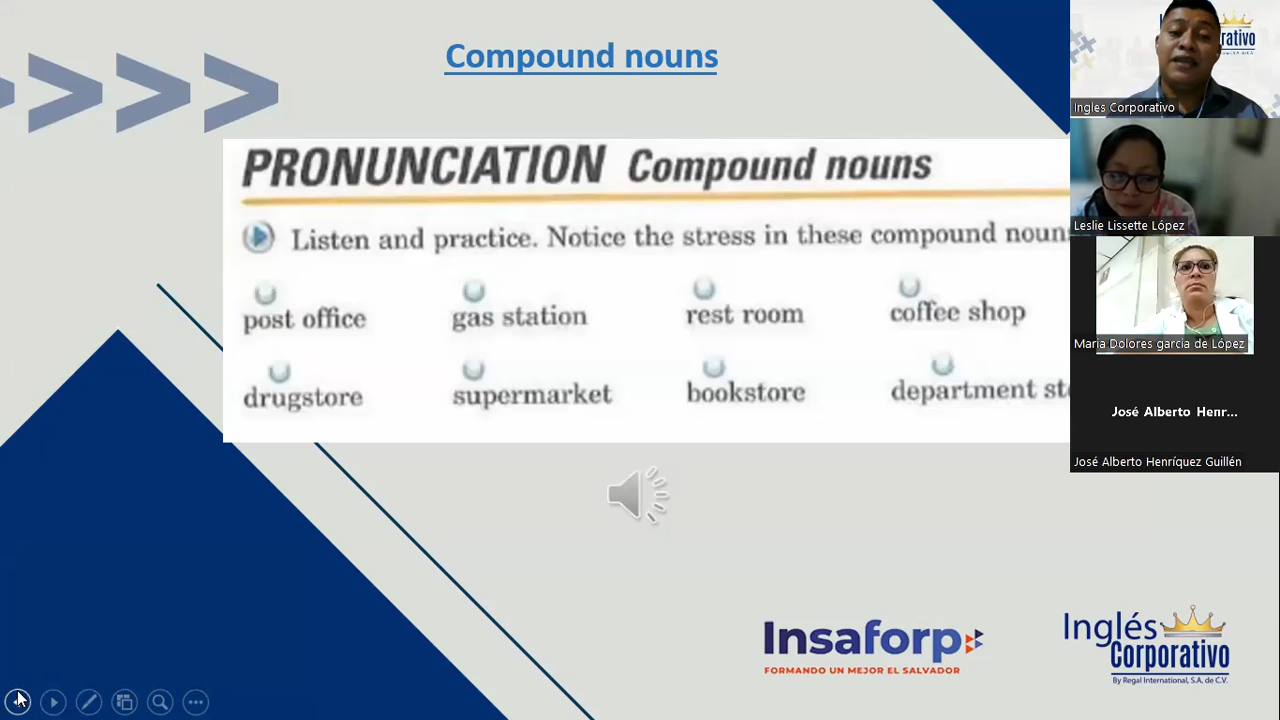 Compound nouns
PRONUNCIATION Compound nouns
Listen and practice. Notice the stress in these compound noun
post office gas station rest room coffee shop
drugstore supermarket bookstore department st
Insaforp
FORMANDO UN MEJOR EL SALVADOR
Inglés
Corporativo
By Regal International, S.A. de C.V.
Ingles Corporativo
Leslie Lissette López
Maria Dolores garcia de López
José Alberto Henr...
José Alberto Henríquez Guillén